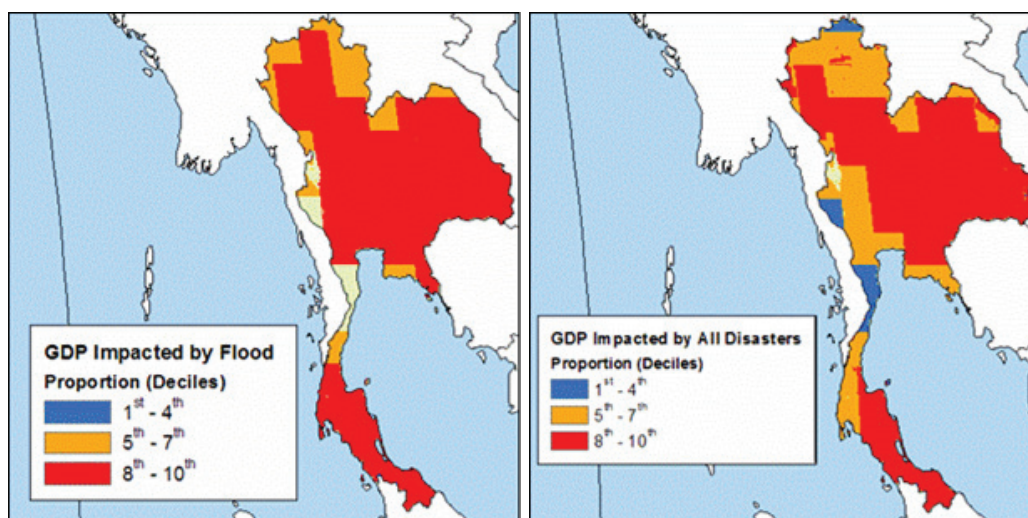 GDP Impacted by Flood
Proportion (Deciles)
1st - 4th
5th - 7th
8th - 10th
GDP Impacted by All Disasters
Proportion (Deciles)
1st - 4th
5th - 7th
8th - 10th